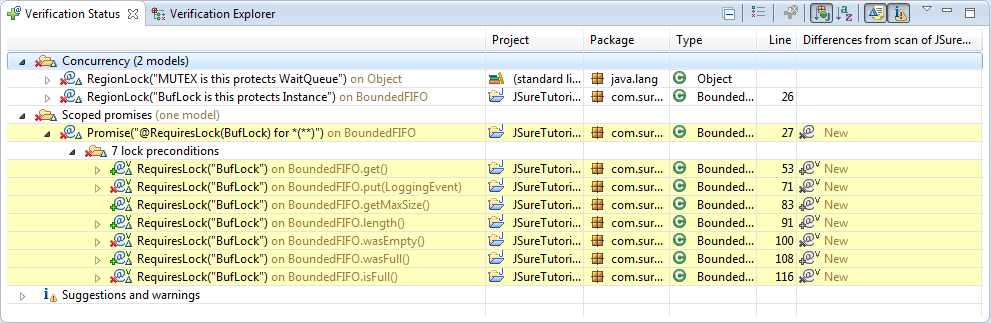 Verification Status Verification Explorer
Project Package Type Line Differences from scan of JSure...
Concurrency (2 models)
RegionLock("MUTEX is this protects WaitQueue") on Object (standard li... java.lang Object
RegionLock("BufLock is this protects Instance") on BoundedFIFO JSureTutori... com.sur... Bounded... 26
Scoped promises (one model)
Promise("@RequiresLock(BufLock) for *(**)") on BoundedFIFO JSureTutori... com.sur... Bounded... 27 New
7 lock preconditions
RequiresLock("BufLock") on BoundedFIFO.get() JSureTutori... com.sur... Bounded... 53 New
RequiresLock("BufLock") on BoundedFIFO.put(LoggingEvent) JSureTutori... com.sur... Bounded... 71 New
RequiresLock("BufLock") on BoundedFIFO.getMaxSize() JSureTutori... com.sur... Bounded... 83 New
RequiresLock("BufLock") on BoundedFIFO.length() JSureTutori... com.sur... Bounded... 91 New
RequiresLock("BufLock") on BoundedFIFO.wasEmpty() JSureTutori... com.sur... Bounded... 100 New
RequiresLock("BufLock") on BoundedFIFO.wasFull() JSureTutori... com.sur... Bounded... 108 New
RequiresLock("BufLock") on BoundedFIFO.isFull() JSureTutori... com.sur... Bounded... 116 New
Suggestions and warnings